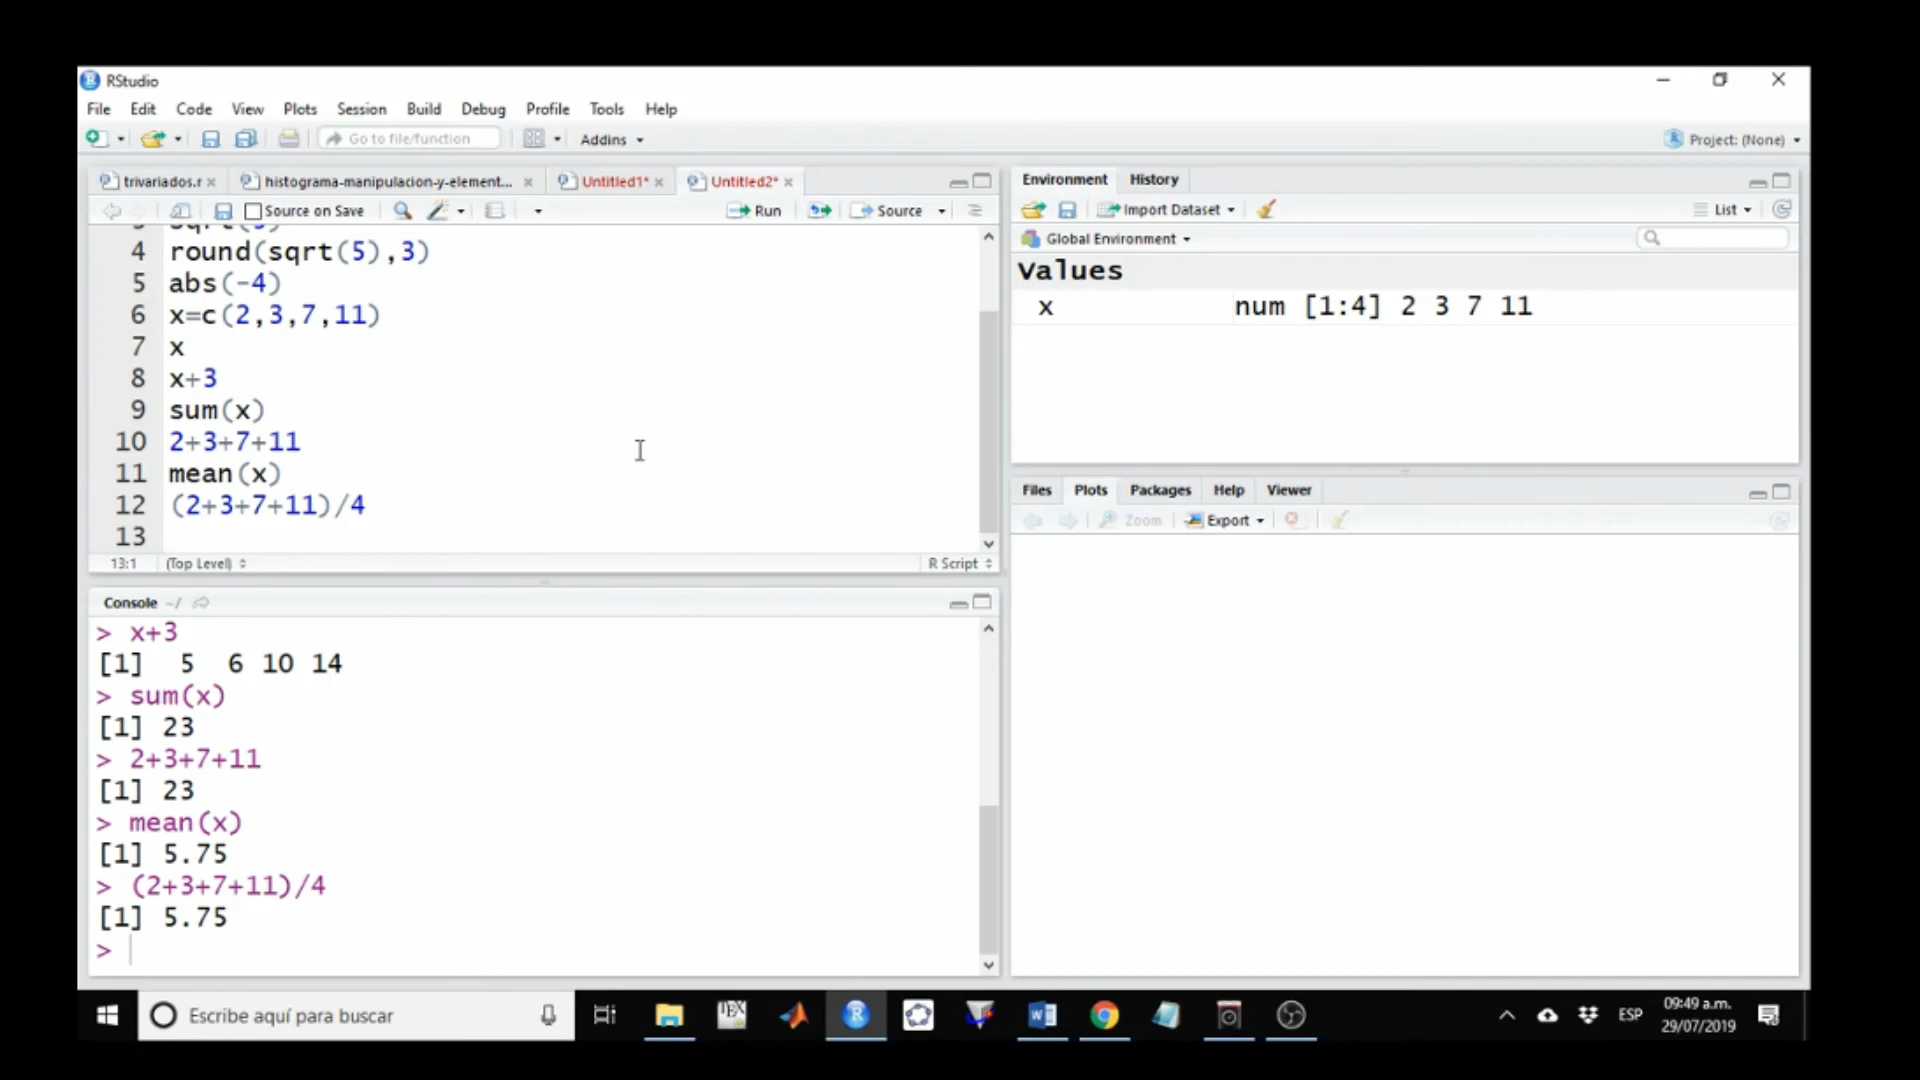 RStudio
File Edit Code View Plots Session Build Debug Profile Tools Help
Go to file/function Addins Project: (None)
trivariados.r histograma-manipulacion-y-element... Untitled1* Untitled2*
Source on Save Run Source
3 sqrt(5)
4 round(sqrt(5),3)
5 abs(-4)
6 x=c(2,3,7,11)
7 x
8 x+3
9 sum(x)
10 2+3+7+11
11 mean(x)
12 (2+3+7+11)/4
13
13:1 (Top Level) R Script
Console ~/
> x+3
[1]  5  6 10 14
> sum(x)
[1] 23
> 2+3+7+11
[1] 23
> mean(x)
[1] 5.75
> (2+3+7+11)/4
[1] 5.75
>
Environment History
Import Dataset List
Global Environment
Values
x num [1:4] 2 3 7 11
Files Plots Packages Help Viewer
Zoom Export
Escribe aquí para buscar
TEX
ESP
09:49 a.m.
29/07/2019